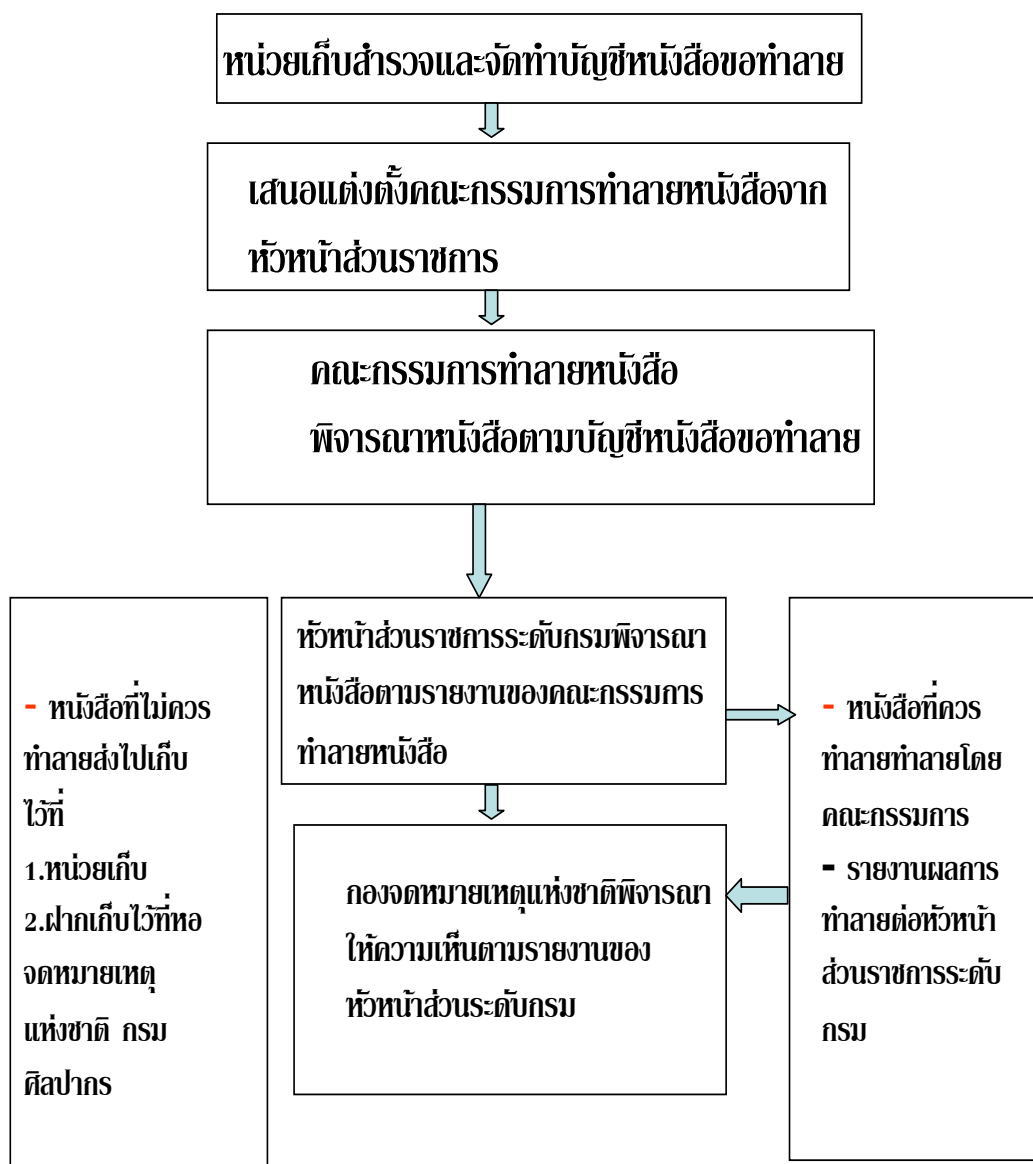 หน่วยเก็บสำรวจและจัดทำบัญชีหนังสือขอทำลาย
เสนอแต่งตั้งคณะกรรมการทำลายหนังสือจาก
หัวหน้าส่วนราชการ
คณะกรรมการทำลายหนังสือ
พิจารณาหนังสือตามบัญชีหนังสือขอทำลาย
- หนังสือที่ไม่ควร
ทำลายส่งไปเก็บ
ไว้ที่
1.หน่วยเก็บ
2.ฝากเก็บไว้ที่หอ
จดหมายเหตุ
แห่งชาติ กรม
ศิลปากร
หัวหน้าส่วนราชการระดับกรมพิจารณา
หนังสือตามรายงานของคณะกรรมการ
ทำลายหนังสือ
กองจดหมายเหตุแห่งชาติพิจารณา
ให้ความเห็นตามรายงานของ
หัวหน้าส่วนระดับกรม
- หนังสือที่ควร
ทำลายทำลายโดย
คณะกรรมการ
- รายงานผลการ
ทำลายต่อหัวหน้า
ส่วนราชการระดับ
กรม